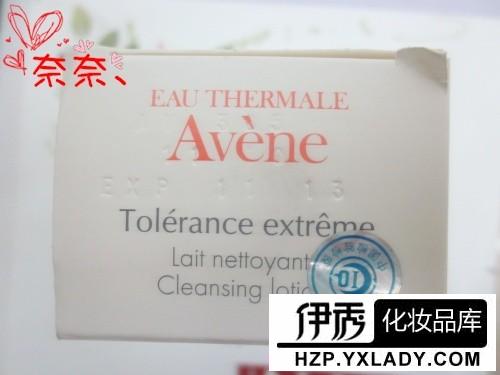 奈奈、
EAU THERMALE
Avène
EXP 11 13
Tolérance extrême
Lait nettoyant
Cleansing lotio
IQ
伊秀 化妆品库
HZP.YXLADY.COM